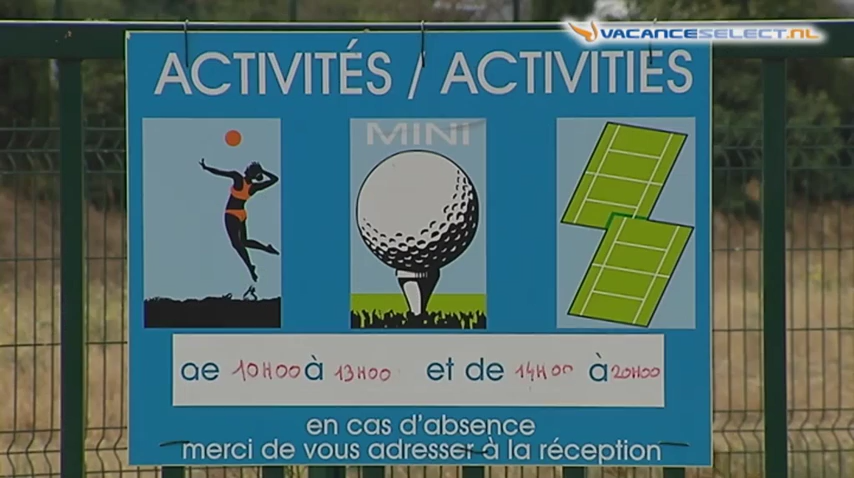 VACANCESELECT.NL
ACTIVITÉS / ACTIVITIES
MINI
de 10H00 à 13H00 et de 14H00 à 20H00
en cas d'absence
merci de vous adresser à la réception